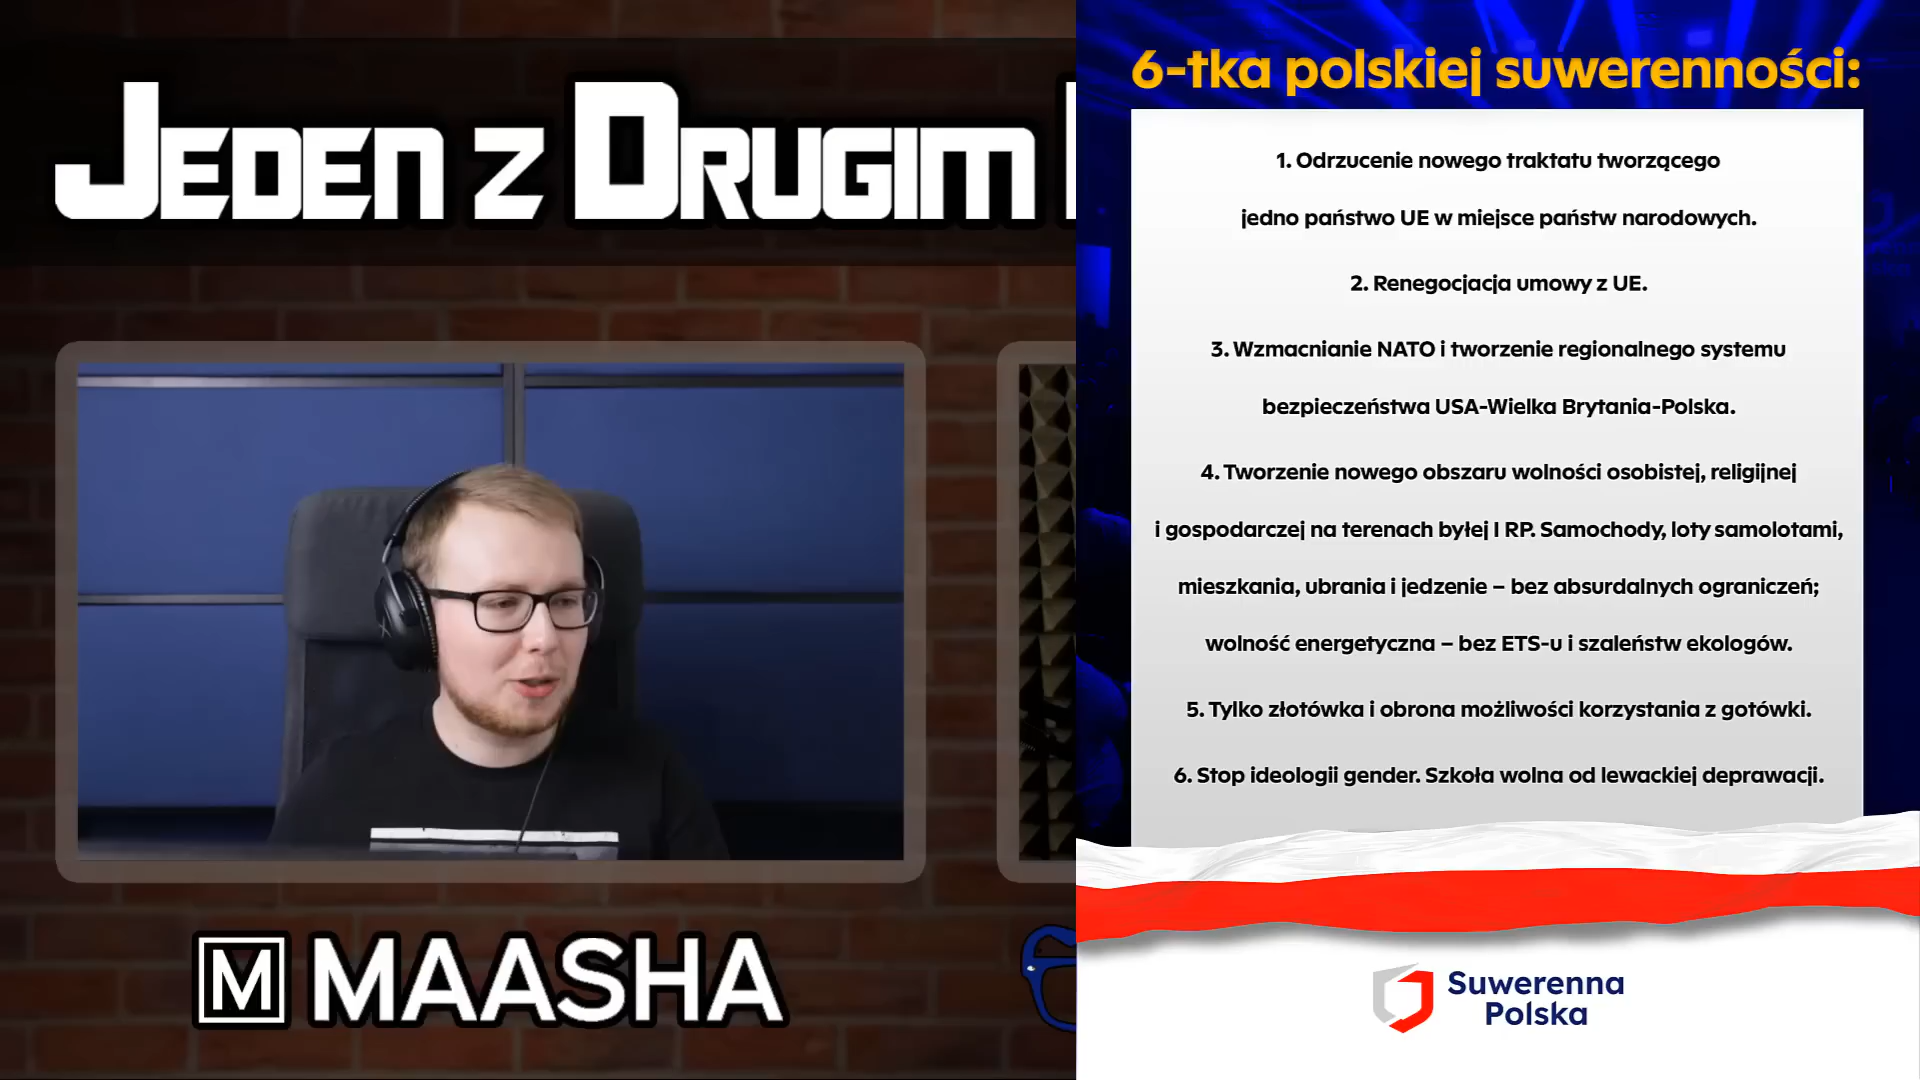 JEDEN Z DRUGIM
M MAASHA
6-tka polskiej suwerenności:
1. Odrzucenie nowego traktatu tworzącego
jedno państwo UE w miejsce państw narodowych.
2. Renegocjacja umowy z UE.
3. Wzmacnianie NATO i tworzenie regionalnego systemu
bezpieczeństwa USA-Wielka Brytania-Polska.
4. Tworzenie nowego obszaru wolności osobistej, religijnej
i gospodarczej na terenach byłej I RP. Samochody, loty samolotami,
mieszkania, ubrania i jedzenie – bez absurdalnych ograniczeń;
wolność energetyczna – bez ETS-u i szaleństw ekologów.
5. Tylko złotówka i obrona możliwości korzystania z gotówki.
6. Stop ideologii gender. Szkoła wolna od lewackiej deprawacji.
Suwerenna
Polska